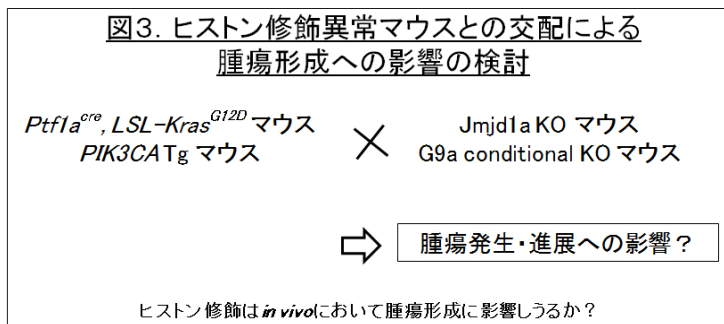 図3. ヒストン修飾異常マウスとの交配による
腫瘍形成への影響の検討
Ptf1a^cre, LSL-Kras^G12D マウス × Jmjd1a KO マウス
PIK3CA Tg マウス G9a conditional KO マウス
⇨ 腫瘍発生・進展への影響？
ヒストン修飾はin vivoにおいて腫瘍形成に影響しうるか？